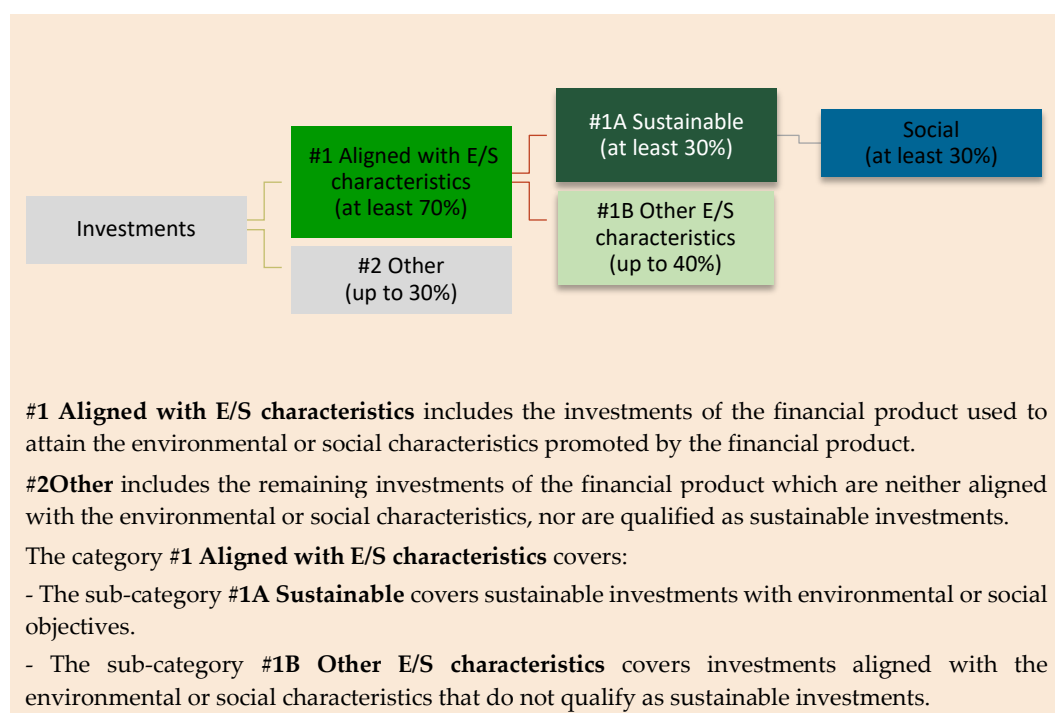 Investments
#1 Aligned with E/S
characteristics
(at least 70%)
#2 Other
(up to 30%)
#1A Sustainable
(at least 30%)
#1B Other E/S
characteristics
(up to 40%)
Social
(at least 30%)
#1 Aligned with E/S characteristics includes the investments of the financial product used to
attain the environmental or social characteristics promoted by the financial product.
#2Other includes the remaining investments of the financial product which are neither aligned
with the environmental or social characteristics, nor are qualified as sustainable investments.
The category #1 Aligned with E/S characteristics covers:
- The sub-category #1A Sustainable covers sustainable investments with environmental or social
objectives.
- The sub-category #1B Other E/S characteristics covers investments aligned with the
environmental or social characteristics that do not qualify as sustainable investments.